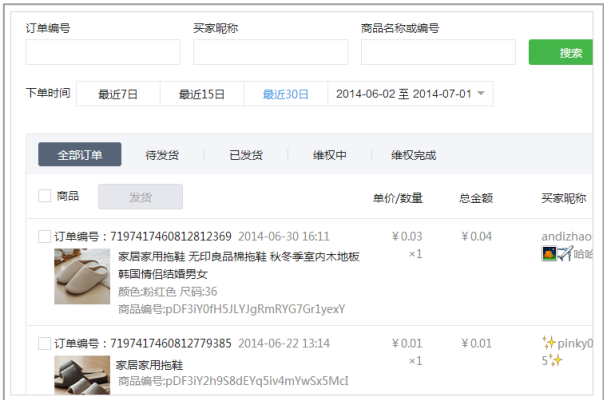 订单编号 买家昵称 商品名称或编号
搜索
下单时间 最近7日 最近15日 最近30日 2014-06-02 至 2014-07-01
全部订单 待发货 已发货 维权中 维权完成
商品 发货 单价/数量 总金额 买家昵称
订单编号：7197417460812812369 2014-06-30 16:11 ￥0.03 ￥0.04 andizhao
家居家用拖鞋 无印良品棉拖鞋 秋冬季室内木地板 ×1 哈哈
韩国情侣结婚男女
颜色:粉红色 尺码:36
商品编号:pDF3iY0fH5JLYJgRmRYG7Gr1yexY
订单编号：7197417460812779385 2014-06-22 13:14 ￥0.01 ￥0.01 pinky0
家居家用拖鞋 ×1 5
商品编号:pDF3iY2h9S8dEYq5iv4mYwSx5McI